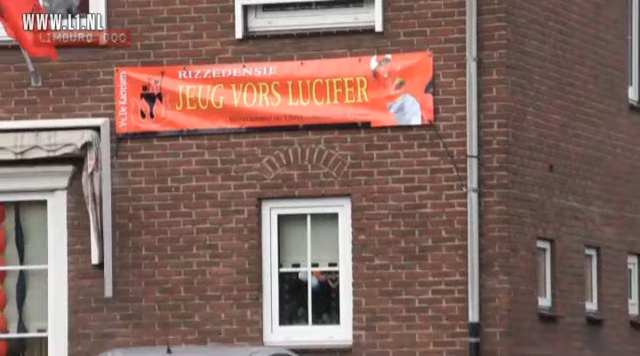 WWW.L1.NL
LIMBURG DOC
RIZZEDENSIE
JEUG VORS LUCIFER